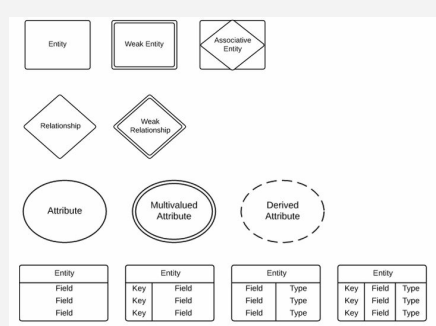 Entity
Weak Entity
Associative
Entity
Relationship
Weak
Relationship
Attribute
Multivalued
Attribute
Derived
Attribute
Entity
Field
Field
Field
Entity
Key Field
Key Field
Key Field
Entity
Field Type
Field Type
Field Type
Entity
Key Field Type
Key Field Type
Key Field Type